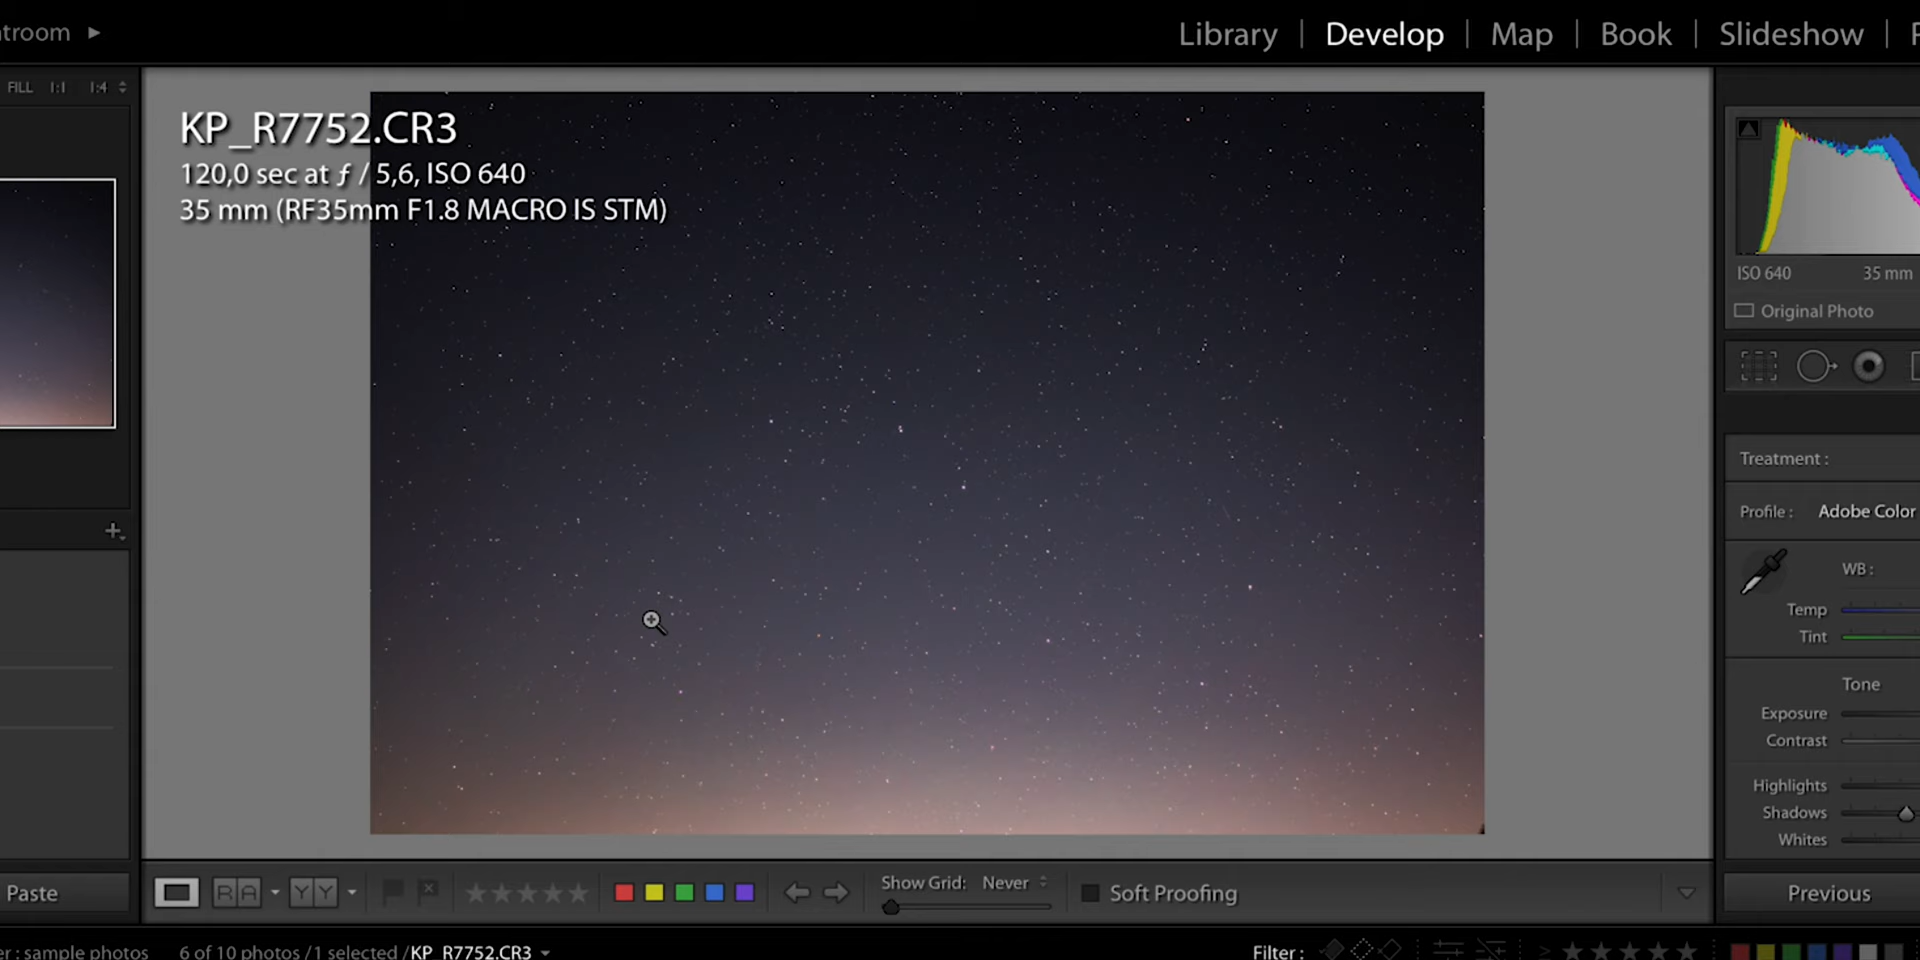 troom
Library | Develop | Map | Book | Slideshow |
FILL 1:1 1:4
KP_R7752.CR3
120,0 sec at ƒ / 5,6, ISO 640
35 mm (RF35mm F1.8 MACRO IS STM)
ISO 640 35 mm
Original Photo
Treatment :
Profile : Adobe Color
WB :
Temp
Tint
Tone
Exposure
Contrast
Highlights
Shadows
Whites
Paste
R A
Y Y
Show Grid: Never
Soft Proofing
Previous
er : sample photos 6 of 10 photos /1 selected /KP_R7752.CR3
Filter :